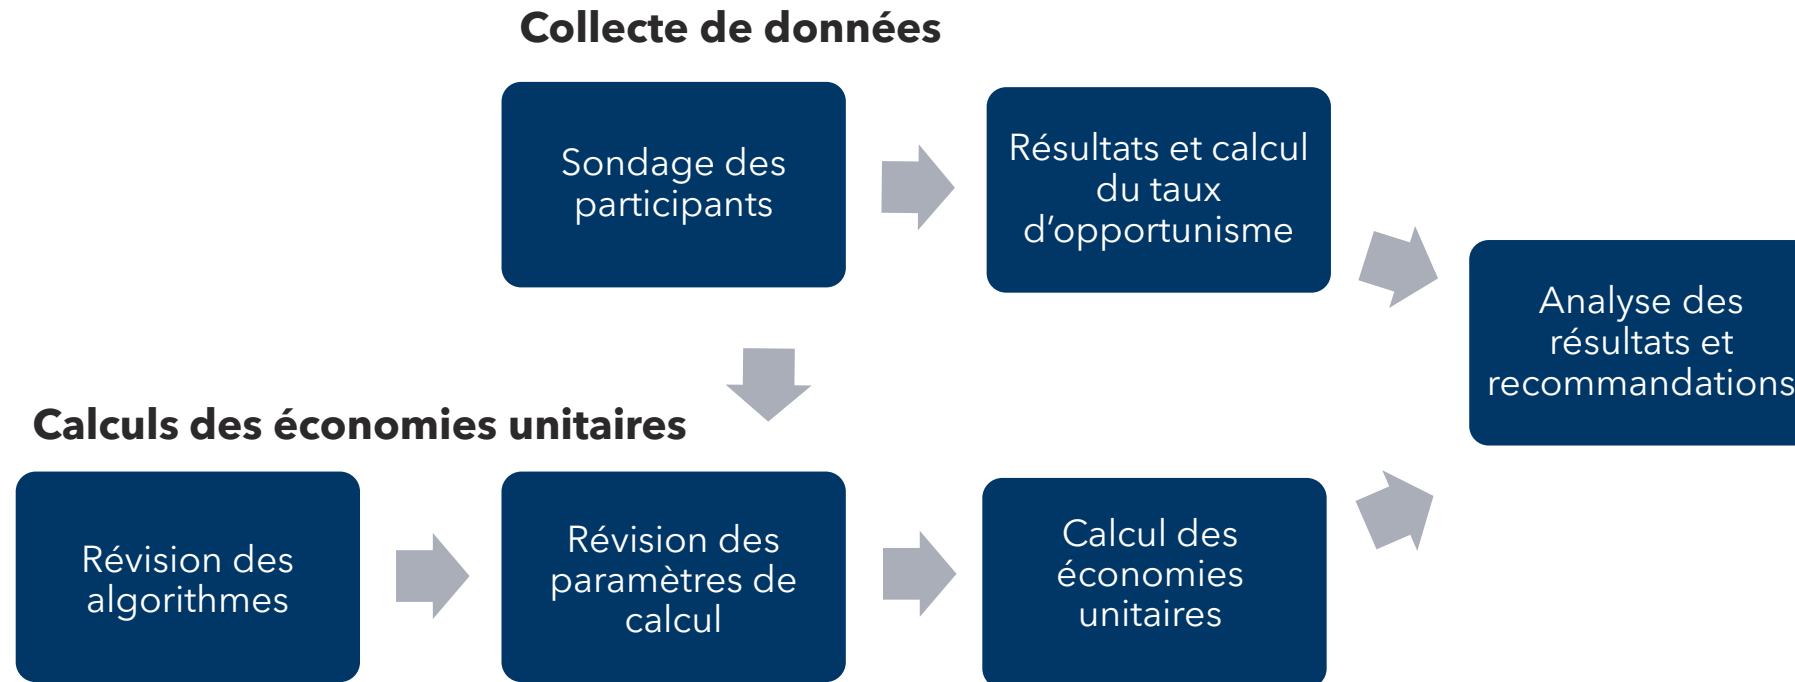 Collecte de données
Sondage des
participants
Résultats et calcul
du taux
d'opportunisme
Analyse des
résultats et
recommandations
Calculs des économies unitaires
Révision des
algorithmes
Révision des
paramètres de
calcul
Calcul des
économies
unitaires